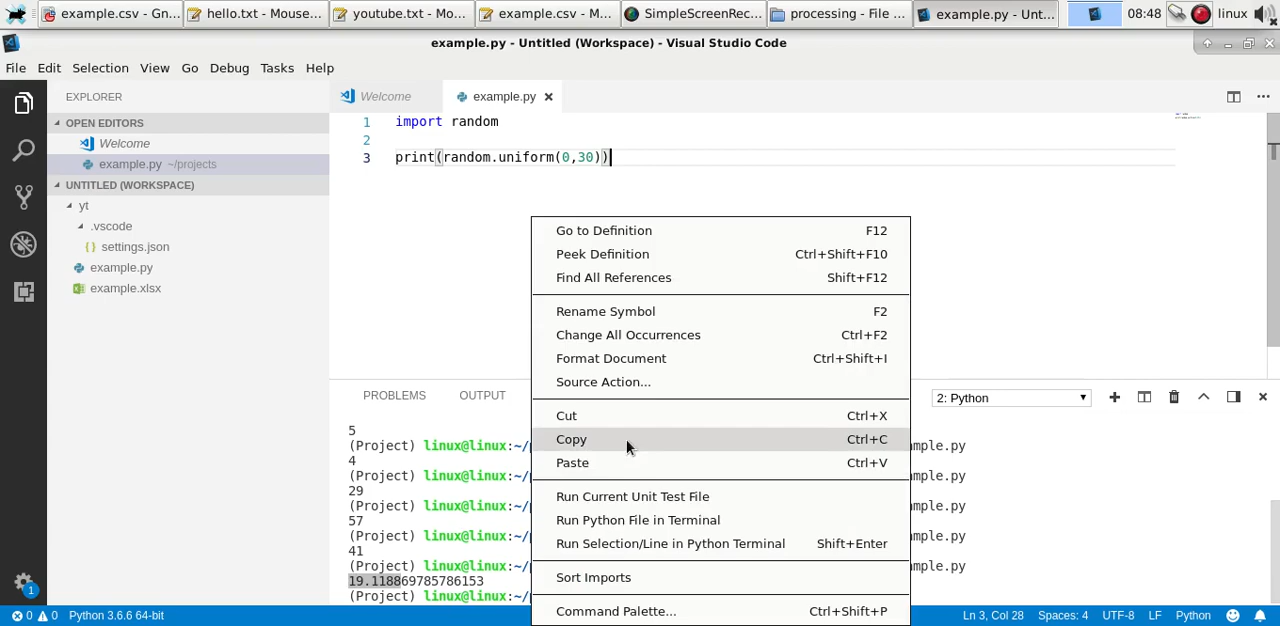 example.csv - Gn...
hello.txt - Mouse...
youtube.txt - Mo...
example.csv - M...
SimpleScreenRec...
processing - File ...
example.py - Unt...
08:48
linux
example.py - Untitled (Workspace) - Visual Studio Code
File Edit Selection View Go Debug Tasks Help
EXPLORER
OPEN EDITORS
Welcome
example.py ~/projects
UNTITLED (WORKSPACE)
yt
.vscode
{ } settings.json
example.py
example.xlsx
Welcome
example.py
1 import random
2
3 print(random.uniform(0,30))
Go to Definition F12
Peek Definition Ctrl+Shift+F10
Find All References Shift+F12
Rename Symbol F2
Change All Occurrences Ctrl+F2
Format Document Ctrl+Shift+I
Source Action...
Cut Ctrl+X
Copy Ctrl+C
Paste Ctrl+V
Run Current Unit Test File
Run Python File in Terminal
Run Selection/Line in Python Terminal Shift+Enter
Sort Imports
Command Palette... Ctrl+Shift+P
PROBLEMS OUTPUT
2: Python
5
(Project) linux@linux:~/ ample.py
4
(Project) linux@linux:~/ ample.py
29
(Project) linux@linux:~/ ample.py
57
(Project) linux@linux:~/ ample.py
41
(Project) linux@linux:~/ ample.py
19.118869785786153
(Project) linux@linux:~/ ample.py
1
0 0 Python 3.6.6 64-bit
Ln 3, Col 28 Spaces: 4 UTF-8 LF Python